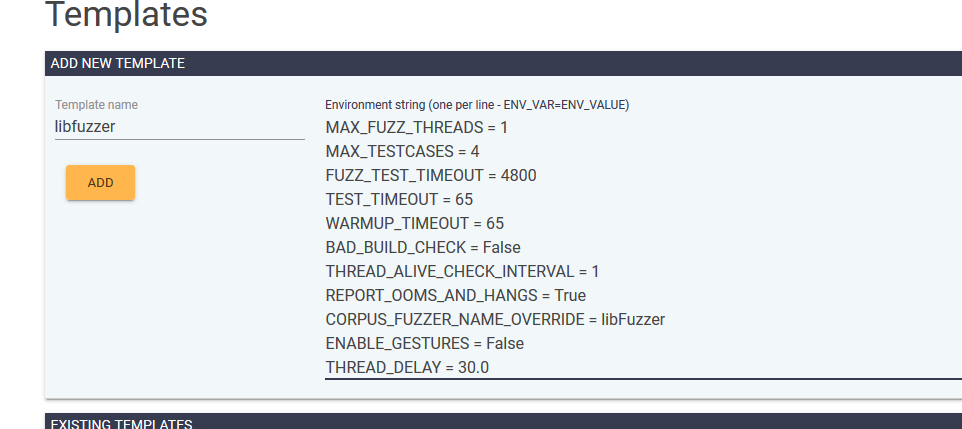 Templates
ADD NEW TEMPLATE
Template name
libfuzzer
ADD
Environment string (one per line - ENV_VAR=ENV_VALUE)
MAX_FUZZ_THREADS = 1
MAX_TESTCASES = 4
FUZZ_TEST_TIMEOUT = 4800
TEST_TIMEOUT = 65
WARMUP_TIMEOUT = 65
BAD_BUILD_CHECK = False
THREAD_ALIVE_CHECK_INTERVAL = 1
REPORT_OOMS_AND_HANGS = True
CORPUS_FUZZER_NAME_OVERRIDE = libFuzzer
ENABLE_GESTURES = False
THREAD_DELAY = 30.0
EXISTING TEMPLATES